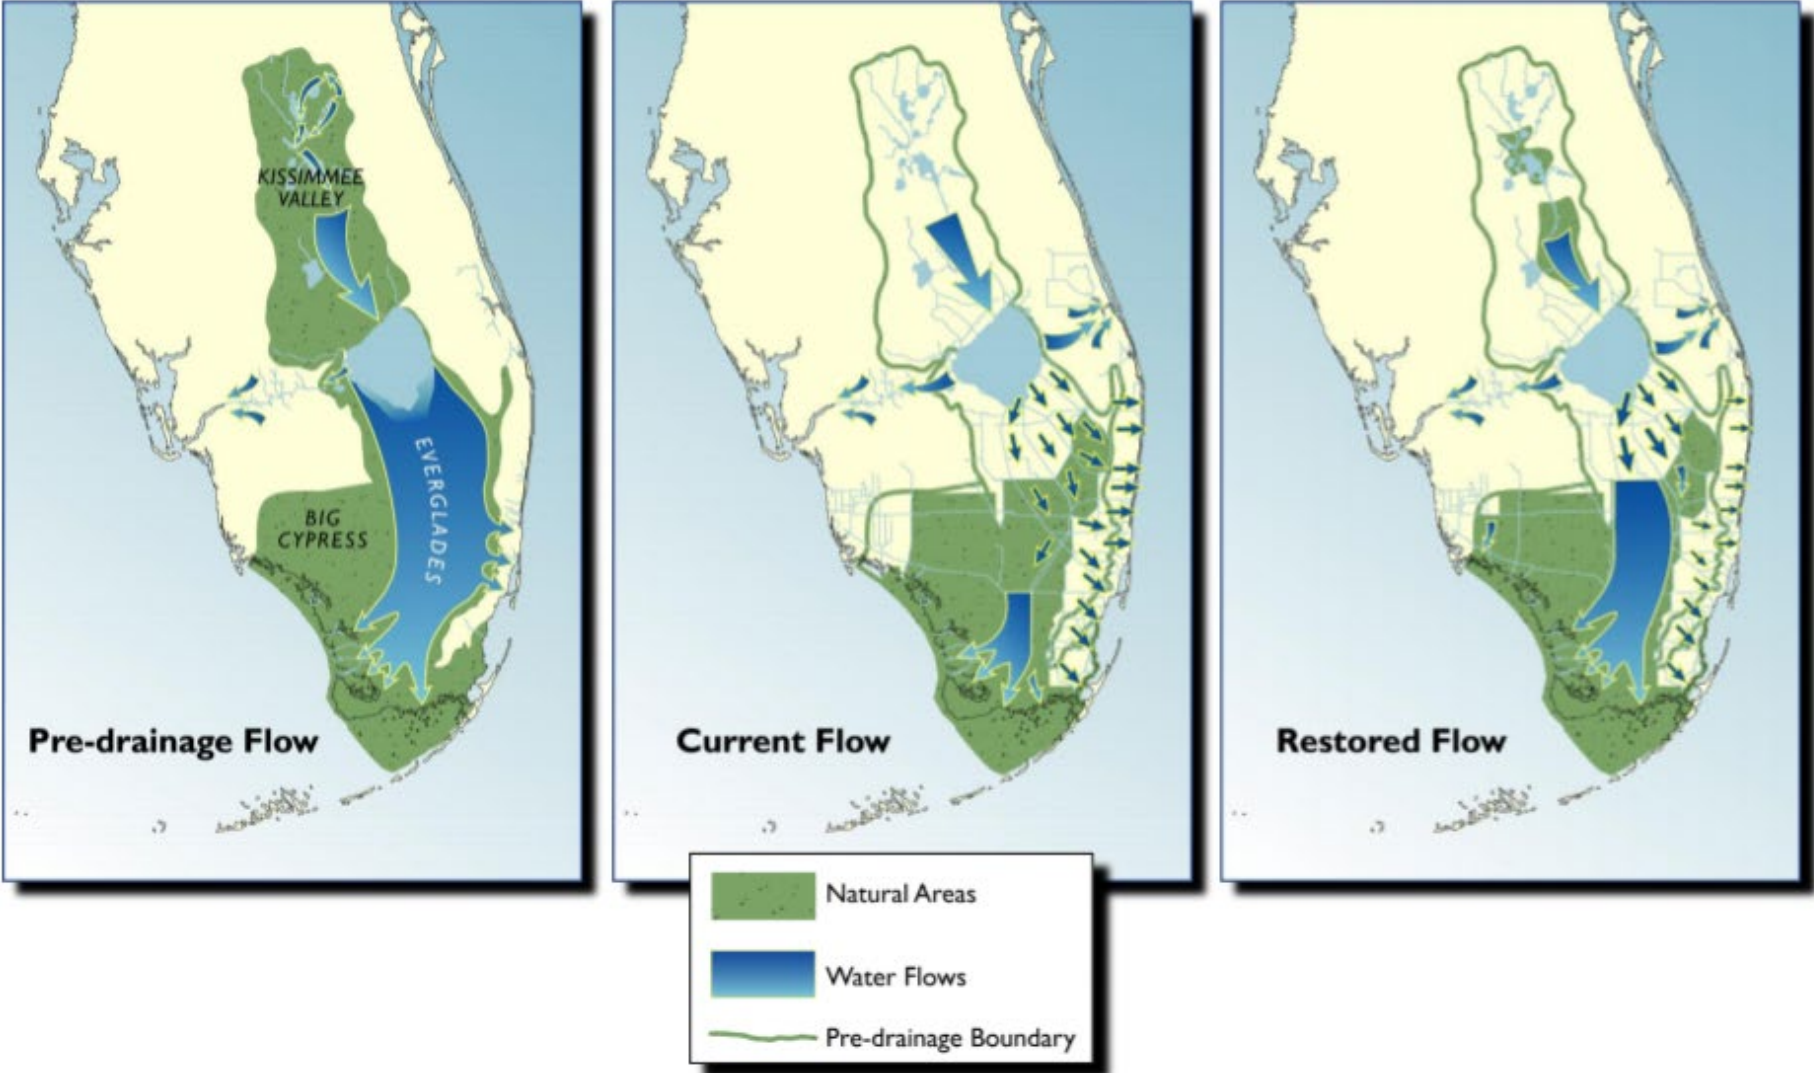 KISSIMMEE
VALLEY
EVERGLADES
BIG
CYPRESS
Pre-drainage Flow
Current Flow
Restored Flow
Natural Areas
Water Flows
Pre-drainage Boundary